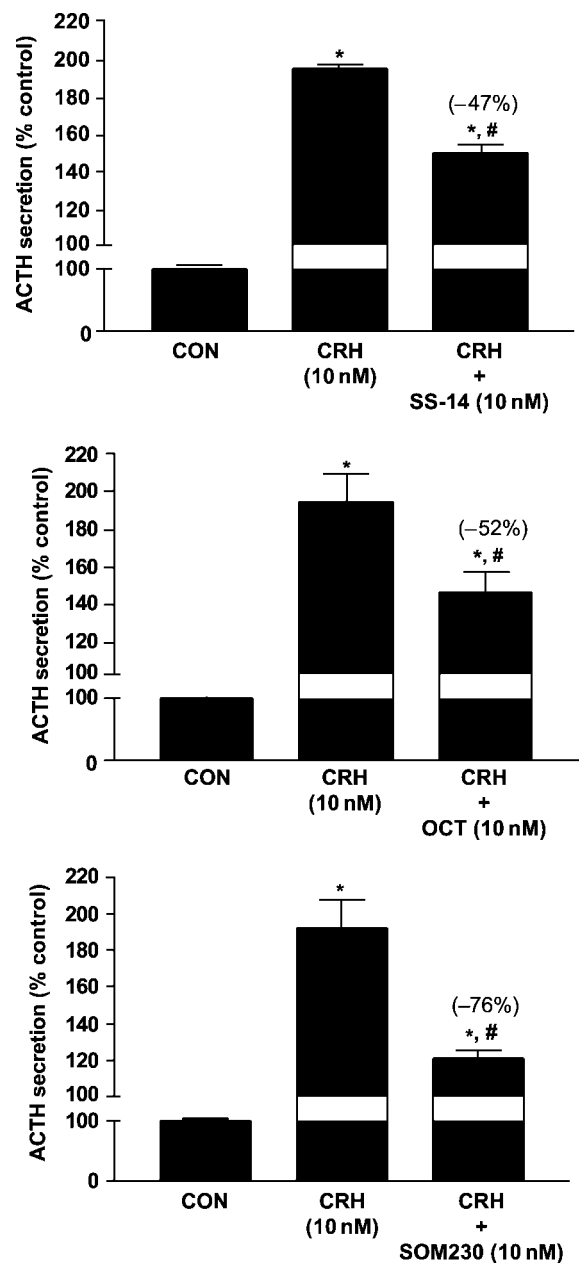 ACTH secretion (% control)
220
200
180
160
140
120
100
100
0
*
(–47%)
*, #
CON
CRH
(10 nM)
CRH
+
SS-14 (10 nM)
ACTH secretion (% control)
220
200
180
160
140
120
100
100
0
*
(–52%)
*, #
CON
CRH
(10 nM)
CRH
+
OCT (10 nM)
ACTH secretion (% control)
220
200
180
160
140
120
100
100
0
*
(–76%)
*, #
CON
CRH
(10 nM)
CRH
+
SOM230 (10 nM)